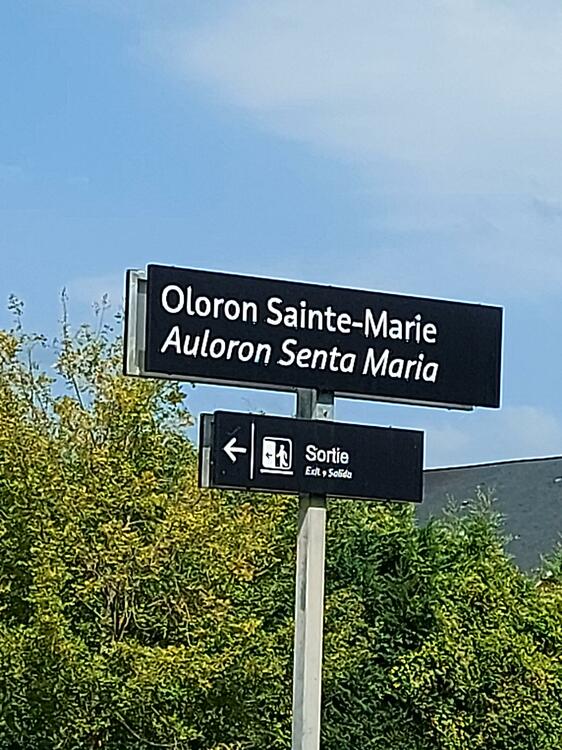 Oloron Sainte-Marie
Auloron Senta Maria
Sortie
Exit • Salida